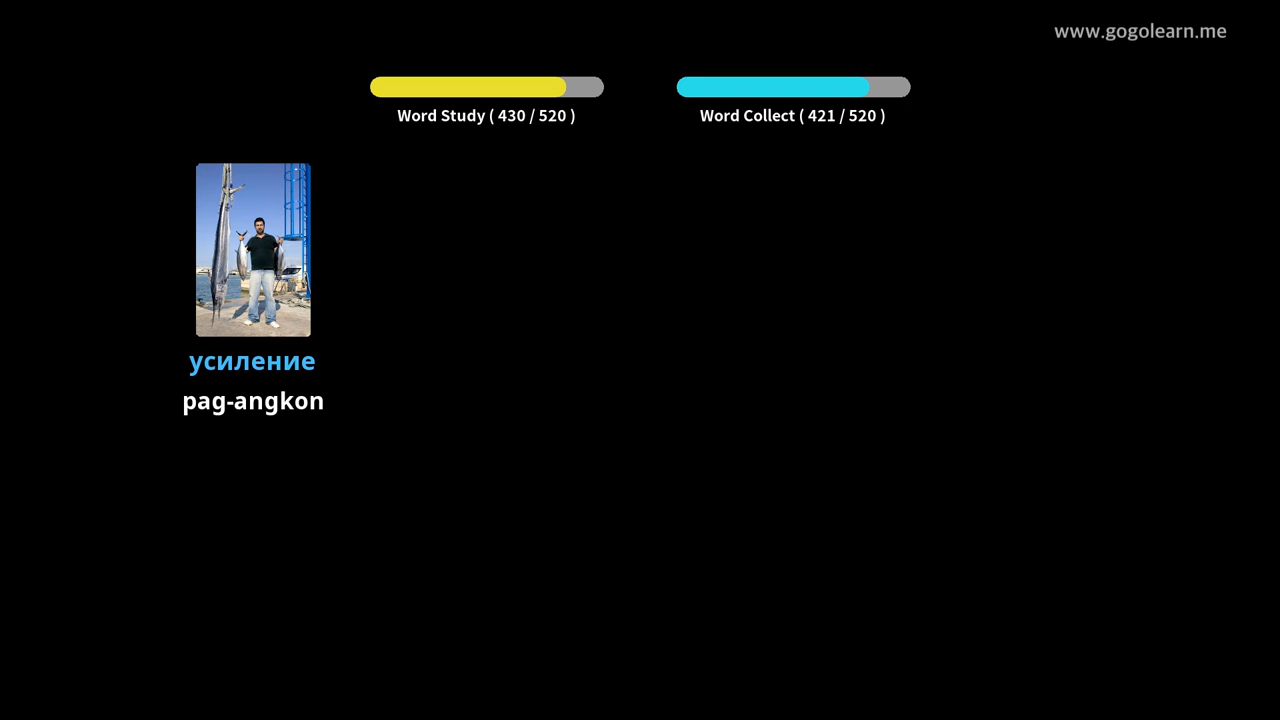 www.gogolearn.me
Word Study ( 430 / 520 )
Word Collect ( 421 / 520 )
усиление
pag-angkon